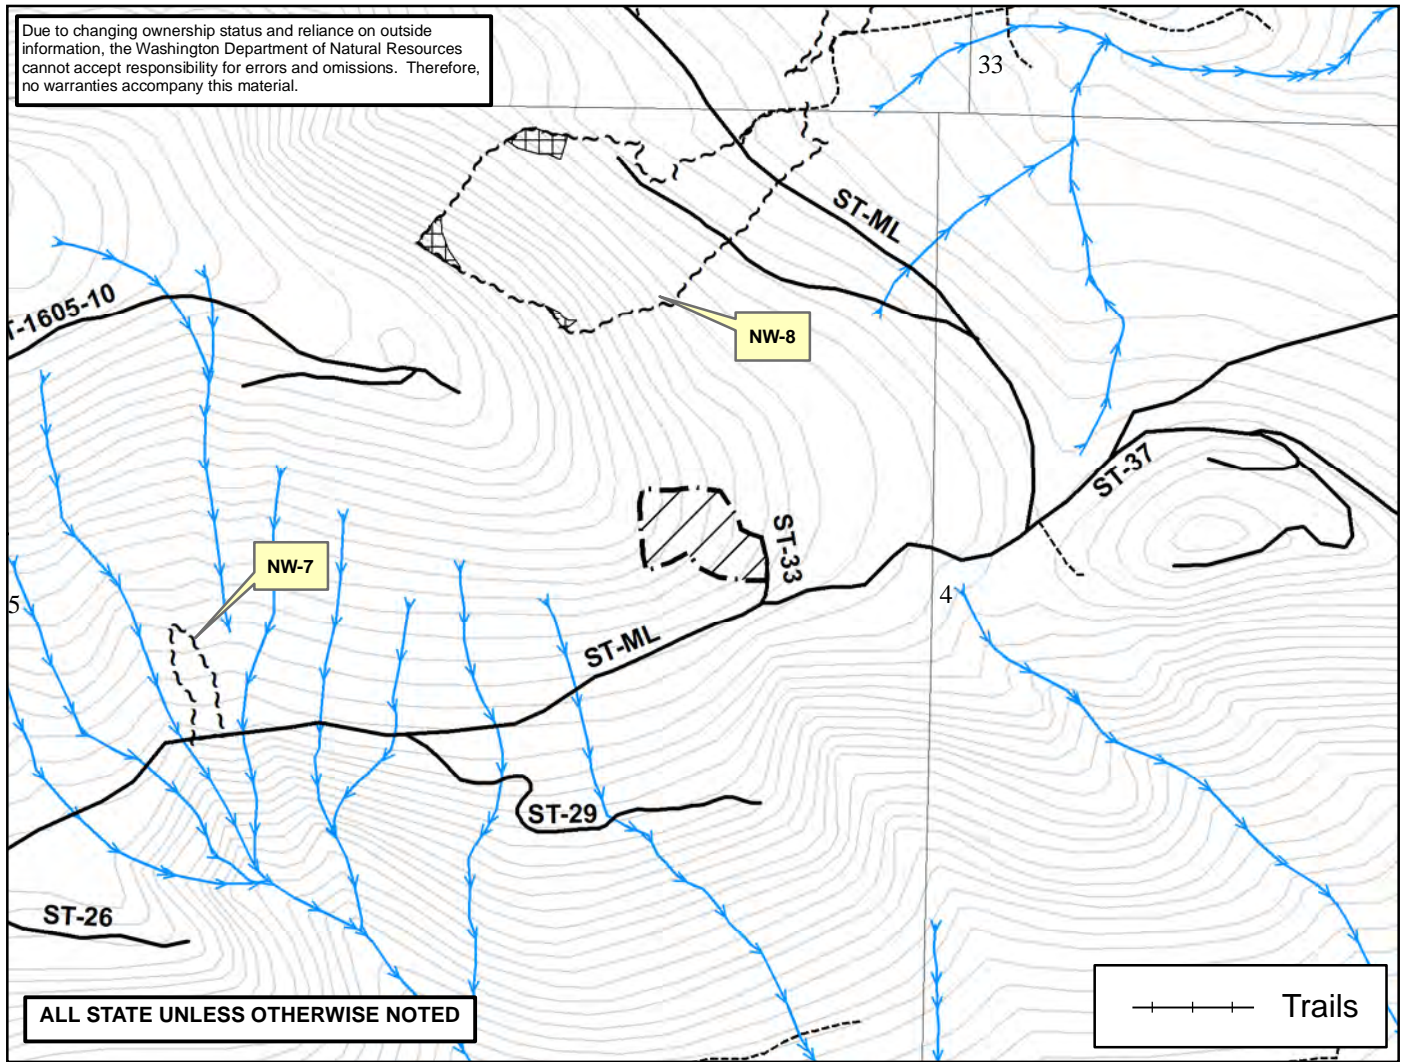 Due to changing ownership status and reliance on outside
information, the Washington Department of Natural Resources
cannot accept responsibility for errors and omissions. Therefore,
no warranties accompany this material.
33
ST-ML
T-1605-10
NW-8
ST-37
ST-33
NW-7
5
4
ST-ML
ST-29
ST-26
ALL STATE UNLESS OTHERWISE NOTED
Trails